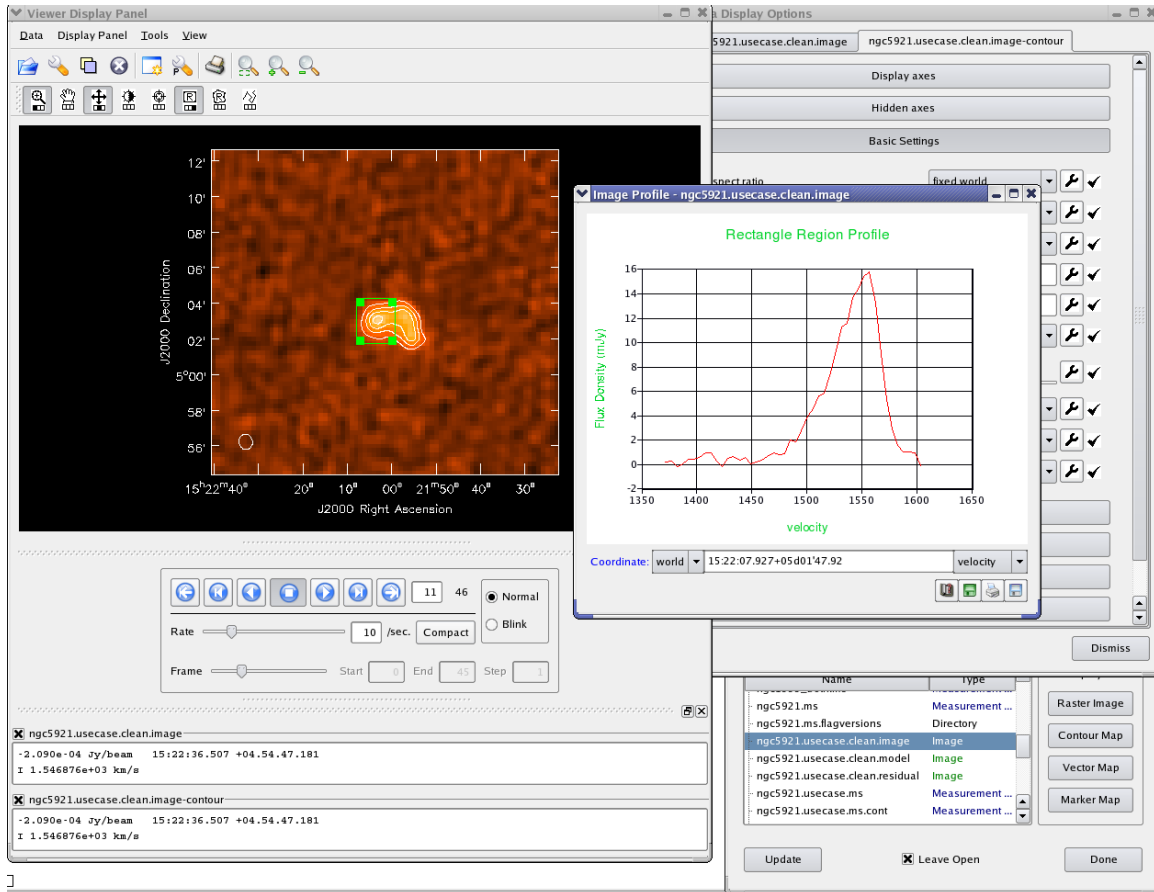 Viewer Display Panel
Data Display Panel Tools View
12'
10'
08'
06'
04'
02'
5°00'
58'
56'
J2000 Declination
15ʰ22ᵐ40ˢ 20ˢ 10ˢ 00ˢ 21ᵐ50ˢ 40ˢ 30ˢ
J2000 Right Ascension
11 46 Normal
Blink
Rate 10 /sec. Compact
Frame Start 0 End 45 Step 1
ngc5921.usecase.clean.image
-2.090e-04 Jy/beam 15:22:36.507 +04.54.47.181
I 1.546876e+03 km/s
ngc5921.usecase.clean.image-contour
-2.090e-04 Jy/beam 15:22:36.507 +04.54.47.181
I 1.546876e+03 km/s
Display Options
5921.usecase.clean.image ngc5921.usecase.clean.image-contour
Display axes
Hidden axes
Basic Settings
spect ratio fixed world
Image Profile - ngc5921.usecase.clean.image
Rectangle Region Profile
16
14
12
10
8
6
4
2
0
-2
Flux Density (mJy)
1350 1400 1450 1500 1550 1600 1650
velocity
Coordinate: world 15:22:07.927+05d01'47.92 velocity
Dismiss
Name Type
ngc5921.ms Measurement ...
ngc5921.ms.flagversions Directory
ngc5921.usecase.clean.image Image
ngc5921.usecase.clean.model Image
ngc5921.usecase.clean.residual Image
ngc5921.usecase.ms Measurement ...
ngc5921.usecase.ms.cont Measurement ...
Raster Image
Contour Map
Vector Map
Marker Map
Update Leave Open Done